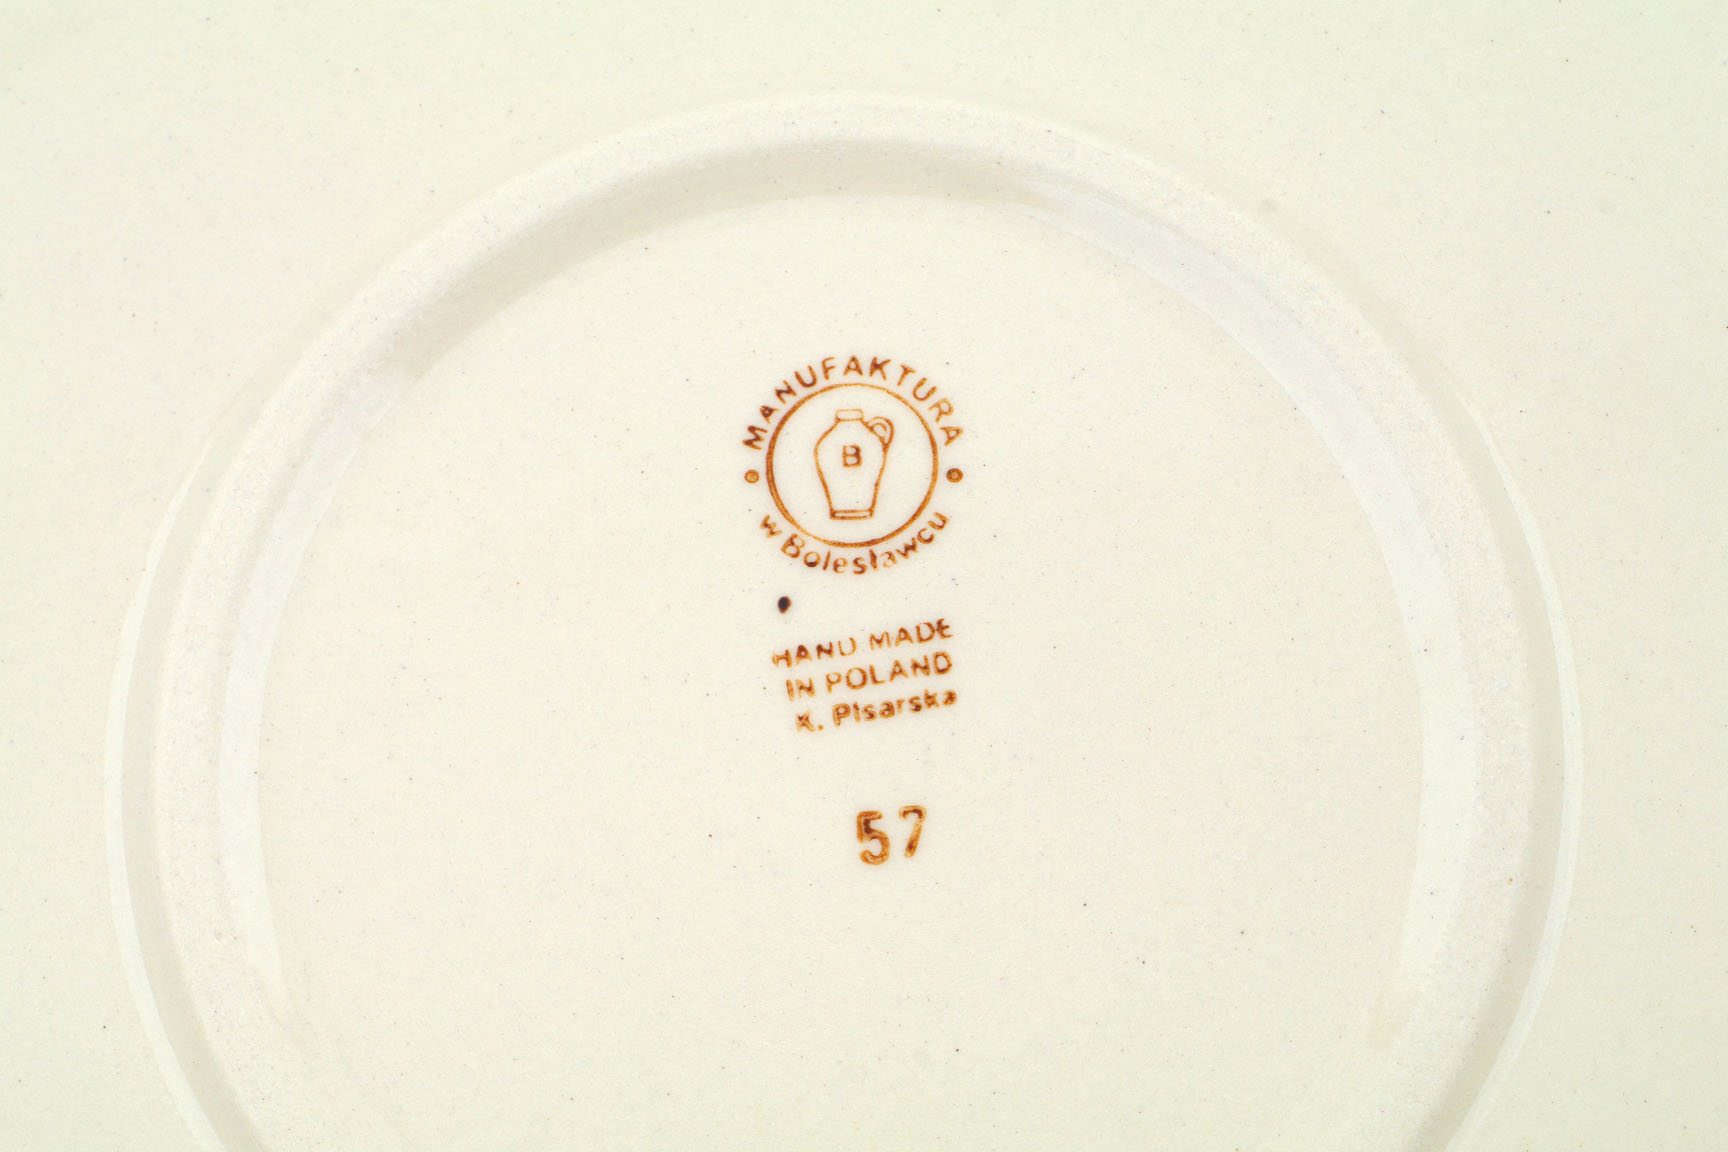 MANUFAKTURA
B
w Bolesławcu
HAND MADE
IN POLAND
K. Pisarska
57